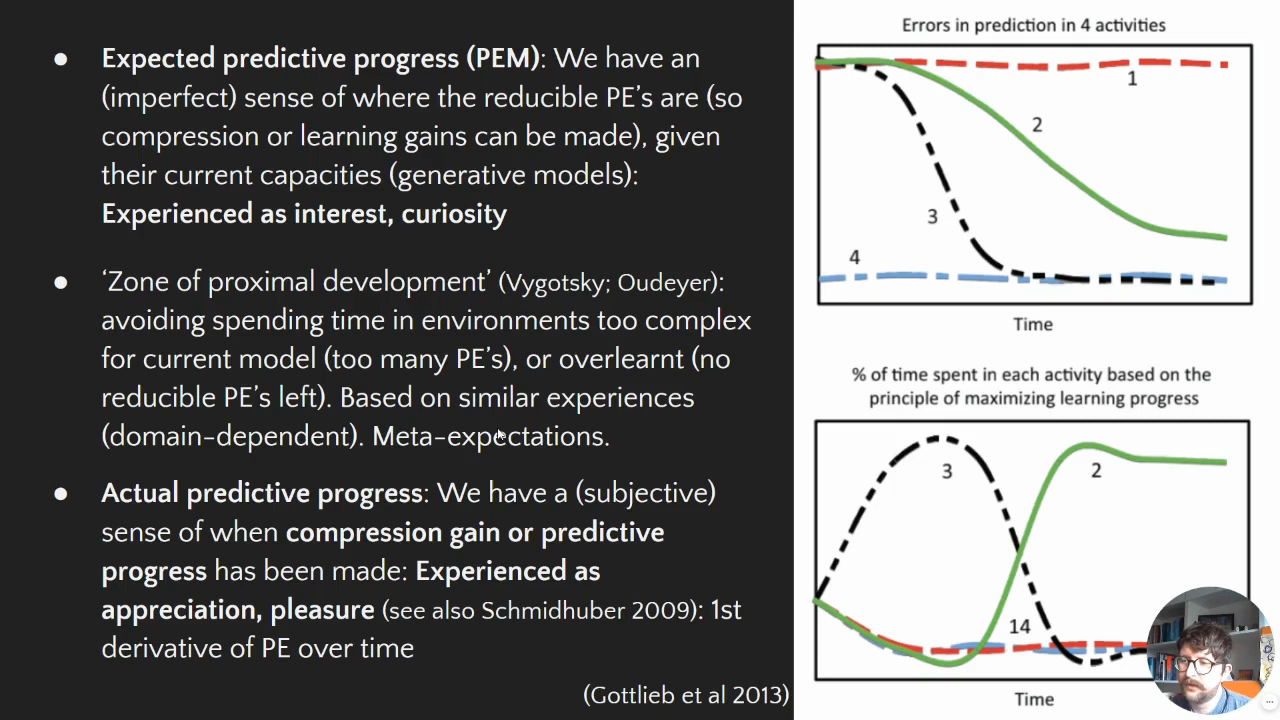 ● Expected predictive progress (PEM): We have an
(imperfect) sense of where the reducible PE’s are (so
compression or learning gains can be made), given
their current capacities (generative models):
Experienced as interest, curiosity
● ‘Zone of proximal development’ (Vygotsky; Oudeyer):
avoiding spending time in environments too complex
for current model (too many PE’s), or overlearnt (no
reducible PE’s left). Based on similar experiences
(domain-dependent). Meta-expectations.
● Actual predictive progress: We have a (subjective)
sense of when compression gain or predictive
progress has been made: Experienced as
appreciation, pleasure (see also Schmidhuber 2009): 1st
derivative of PE over time
(Gottlieb et al 2013)
Errors in prediction in 4 activities
1
2
3
4
Time
% of time spent in each activity based on the
principle of maximizing learning progress
3
2
14
Time